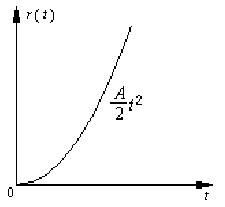 r(t)
A/2 t²
0
t